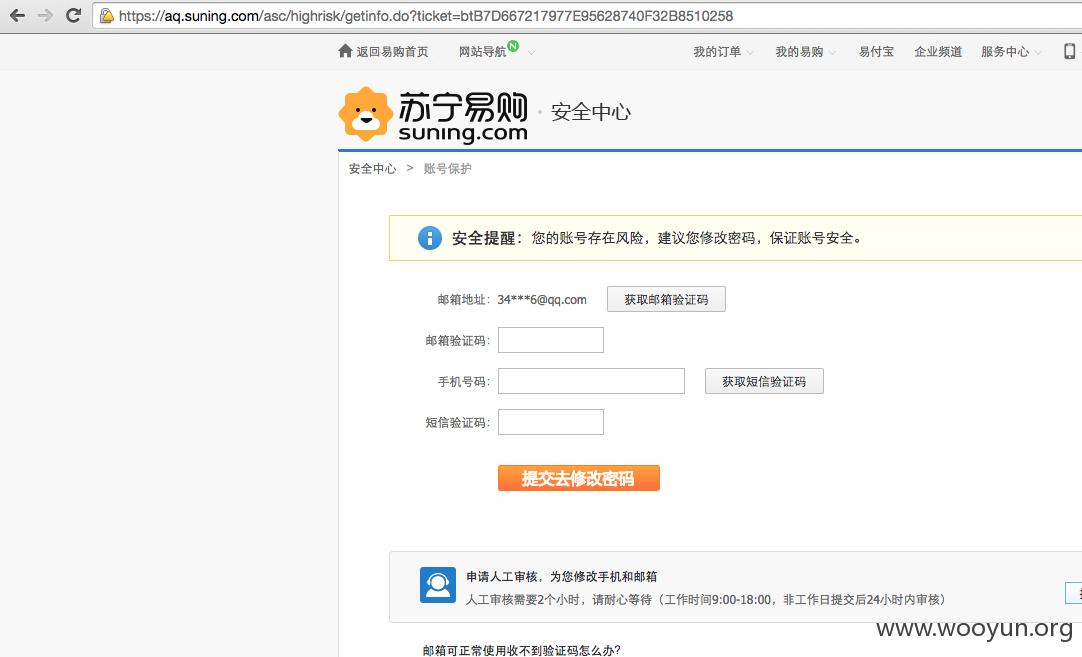 https://aq.suning.com/asc/highrisk/getinfo.do?ticket=btB7D667217977E95628740F32B8510258
返回易购首页 网站导航 N 我的订单 我的易购 易付宝 企业频道 服务中心
苏宁易购 · 安全中心
suning.com
安全中心 > 账号保护
安全提醒：您的账号存在风险，建议您修改密码，保证账号安全。
邮箱地址： 34***6@qq.com 获取邮箱验证码
邮箱验证码：
手机号码： 获取短信验证码
短信验证码：
提交去修改密码
申请人工审核，为您修改手机和邮箱
人工审核需要2个小时，请耐心等待（工作时间9:00-18:00，非工作日提交后24小时内审核）
www.wooyun.org
邮箱可正常使用收不到验证码怎么办？